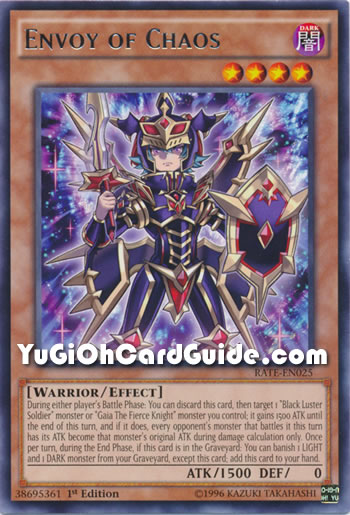 ENVOY OF CHAOS
DARK
闇
YuGiOhCardGuide.com
RATE-EN025
[WARRIOR/EFFECT]
During either player's Battle Phase: You can discard this card, then target 1 "Black Luster
Soldier" monster or "Gaia The Fierce Knight" monster you control; it gains 1500 ATK until
the end of this turn, and if it does, every opponent's monster that battles it this turn
has its ATK become that monster's original ATK during damage calculation only. Once
per turn, during the End Phase, if this card is in the Graveyard: You can banish 1 LIGHT
and 1 DARK monster from your Graveyard, except this card; add this card to your hand.
ATK/1500 DEF/ 0
38695361 1st Edition ©1996 KAZUKI TAKAHASHI